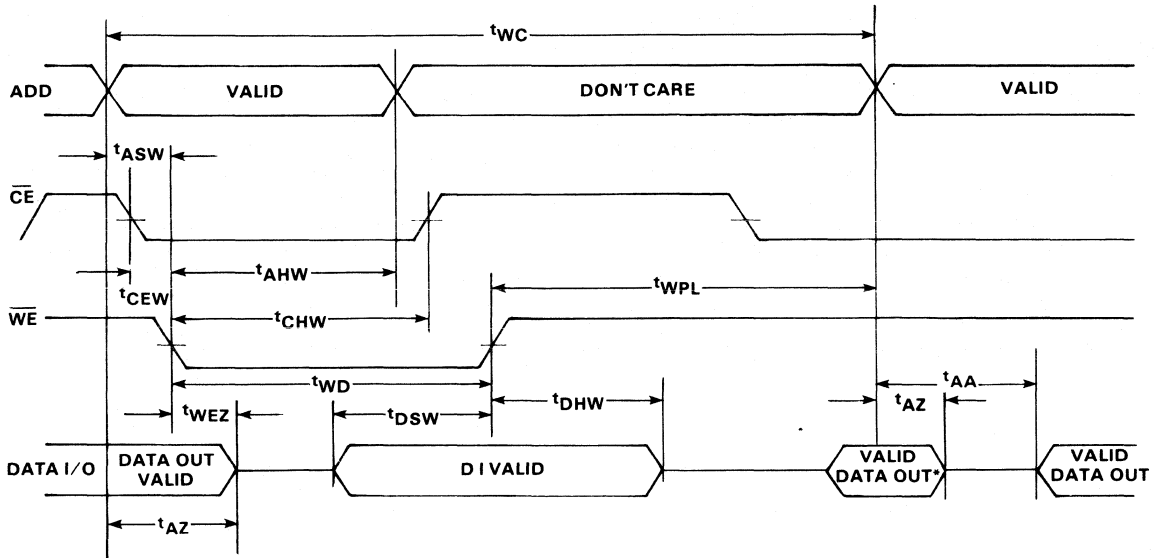 tWC
ADD VALID DON'T CARE VALID
tASW
CE
tAHW
tCEW
tWPL
tCHW
WE
tWD
tAA
tWEZ
tDSW
tDHW
tAZ
DATA I/O
DATA OUT
VALID
D I VALID
VALID
DATA OUT*
VALID
DATA OUT
tAZ